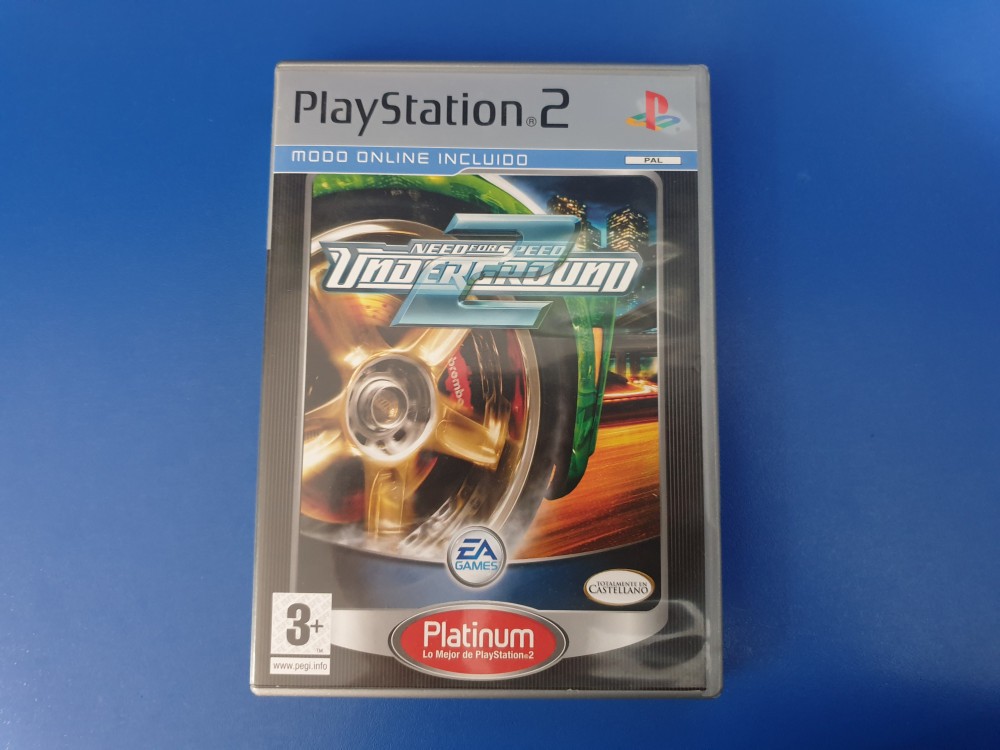 PlayStation®2
MODO ONLINE INCLUIDO
PAL
NEED FOR SPEED
UNDERGROUND
2
brembo
EA
GAMES
TOTALMENTE EN
CASTELLANO
3+
www.pegi.info
Platinum
Lo Mejor de PlayStation®2